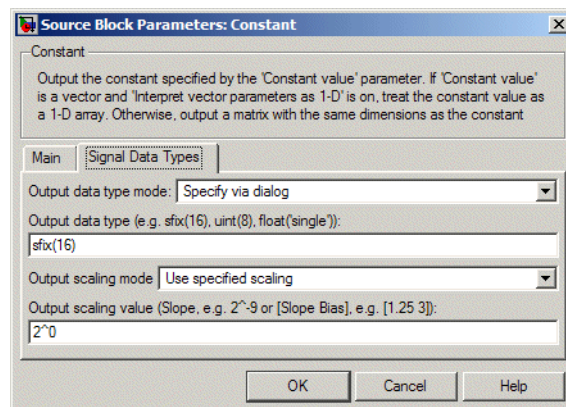 Source Block Parameters: Constant
Constant
Output the constant specified by the 'Constant value' parameter. If 'Constant value'
is a vector and 'Interpret vector parameters as 1-D' is on, treat the constant value as
a 1-D array. Otherwise, output a matrix with the same dimensions as the constant
Main Signal Data Types
Output data type mode: Specify via dialog
Output data type (e.g. sfix(16), uint(8), float('single')):
sfix(16)
Output scaling mode Use specified scaling
Output scaling value (Slope, e.g. 2^-9 or [Slope Bias], e.g. [1.25 3]):
2^0
OK Cancel Help